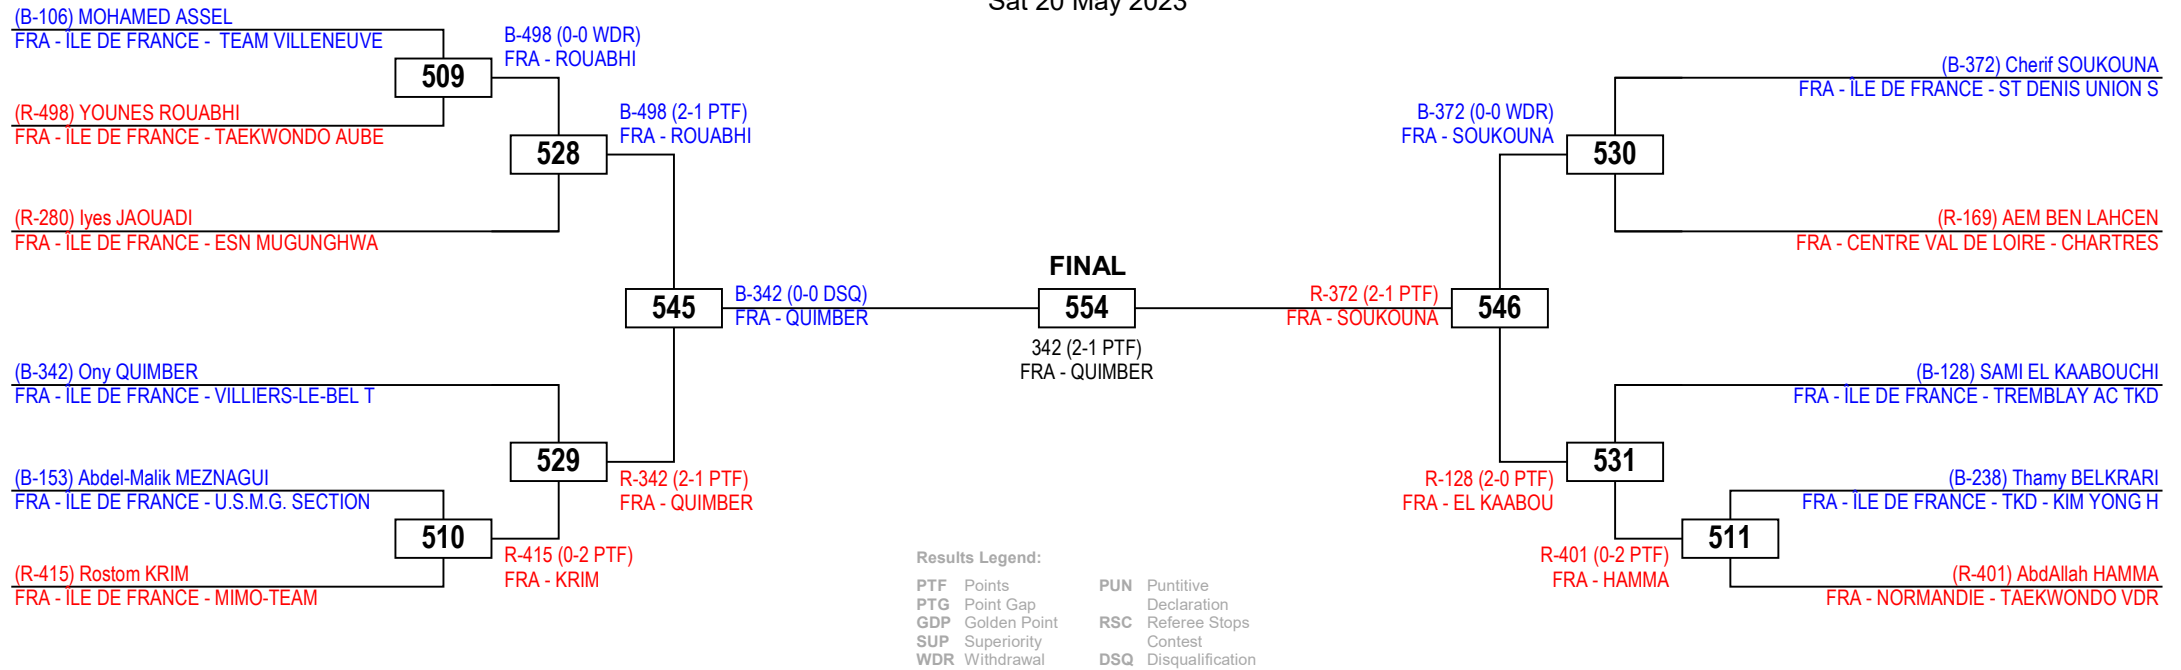 Sat 20 May 2023
(B-106) MOHAMED ASSEL
FRA - ÎLE DE FRANCE - TEAM VILLENEUVE
509
(R-498) YOUNES ROUABHI
FRA - ÎLE DE FRANCE - TAEKWONDO AUBE
B-498 (0-0 WDR)
FRA - ROUABHI
528
(R-280) Iyes JAOUADI
FRA - ÎLE DE FRANCE - ESN MUGUNGHWA
B-498 (2-1 PTF)
FRA - ROUABHI
545
(B-342) Ony QUIMBER
FRA - ÎLE DE FRANCE - VILLIERS-LE-BEL T
529
(B-153) Abdel-Malik MEZNAGUI
FRA - ÎLE DE FRANCE - U.S.M.G. SECTION
510
(R-415) Rostom KRIM
FRA - ÎLE DE FRANCE - MIMO-TEAM
R-415 (0-2 PTF)
FRA - KRIM
R-342 (2-1 PTF)
FRA - QUIMBER
B-342 (0-0 DSQ)
FRA - QUIMBER
FINAL
554
342 (2-1 PTF)
FRA - QUIMBER
R-372 (2-1 PTF)
FRA - SOUKOUNA
546
B-372 (0-0 WDR)
FRA - SOUKOUNA
530
(B-372) Cherif SOUKOUNA
FRA - ÎLE DE FRANCE - ST DENIS UNION S
(R-169) AEM BEN LAHCEN
FRA - CENTRE VAL DE LOIRE - CHARTRES
(B-128) SAMI EL KAABOUCHI
FRA - ÎLE DE FRANCE - TREMBLAY AC TKD
531
R-128 (2-0 PTF)
FRA - EL KAABOU
(B-238) Thamy BELKRARI
FRA - ÎLE DE FRANCE - TKD - KIM YONG H
511
R-401 (0-2 PTF)
FRA - HAMMA
(R-401) AbdAllah HAMMA
FRA - NORMANDIE - TAEKWONDO VDR
Results Legend:
PTF Points
PTG Point Gap
GDP Golden Point
SUP Superiority
WDR Withdrawal
PUN Puntitive
Declaration
RSC Referee Stops
Contest
DSQ Disqualification